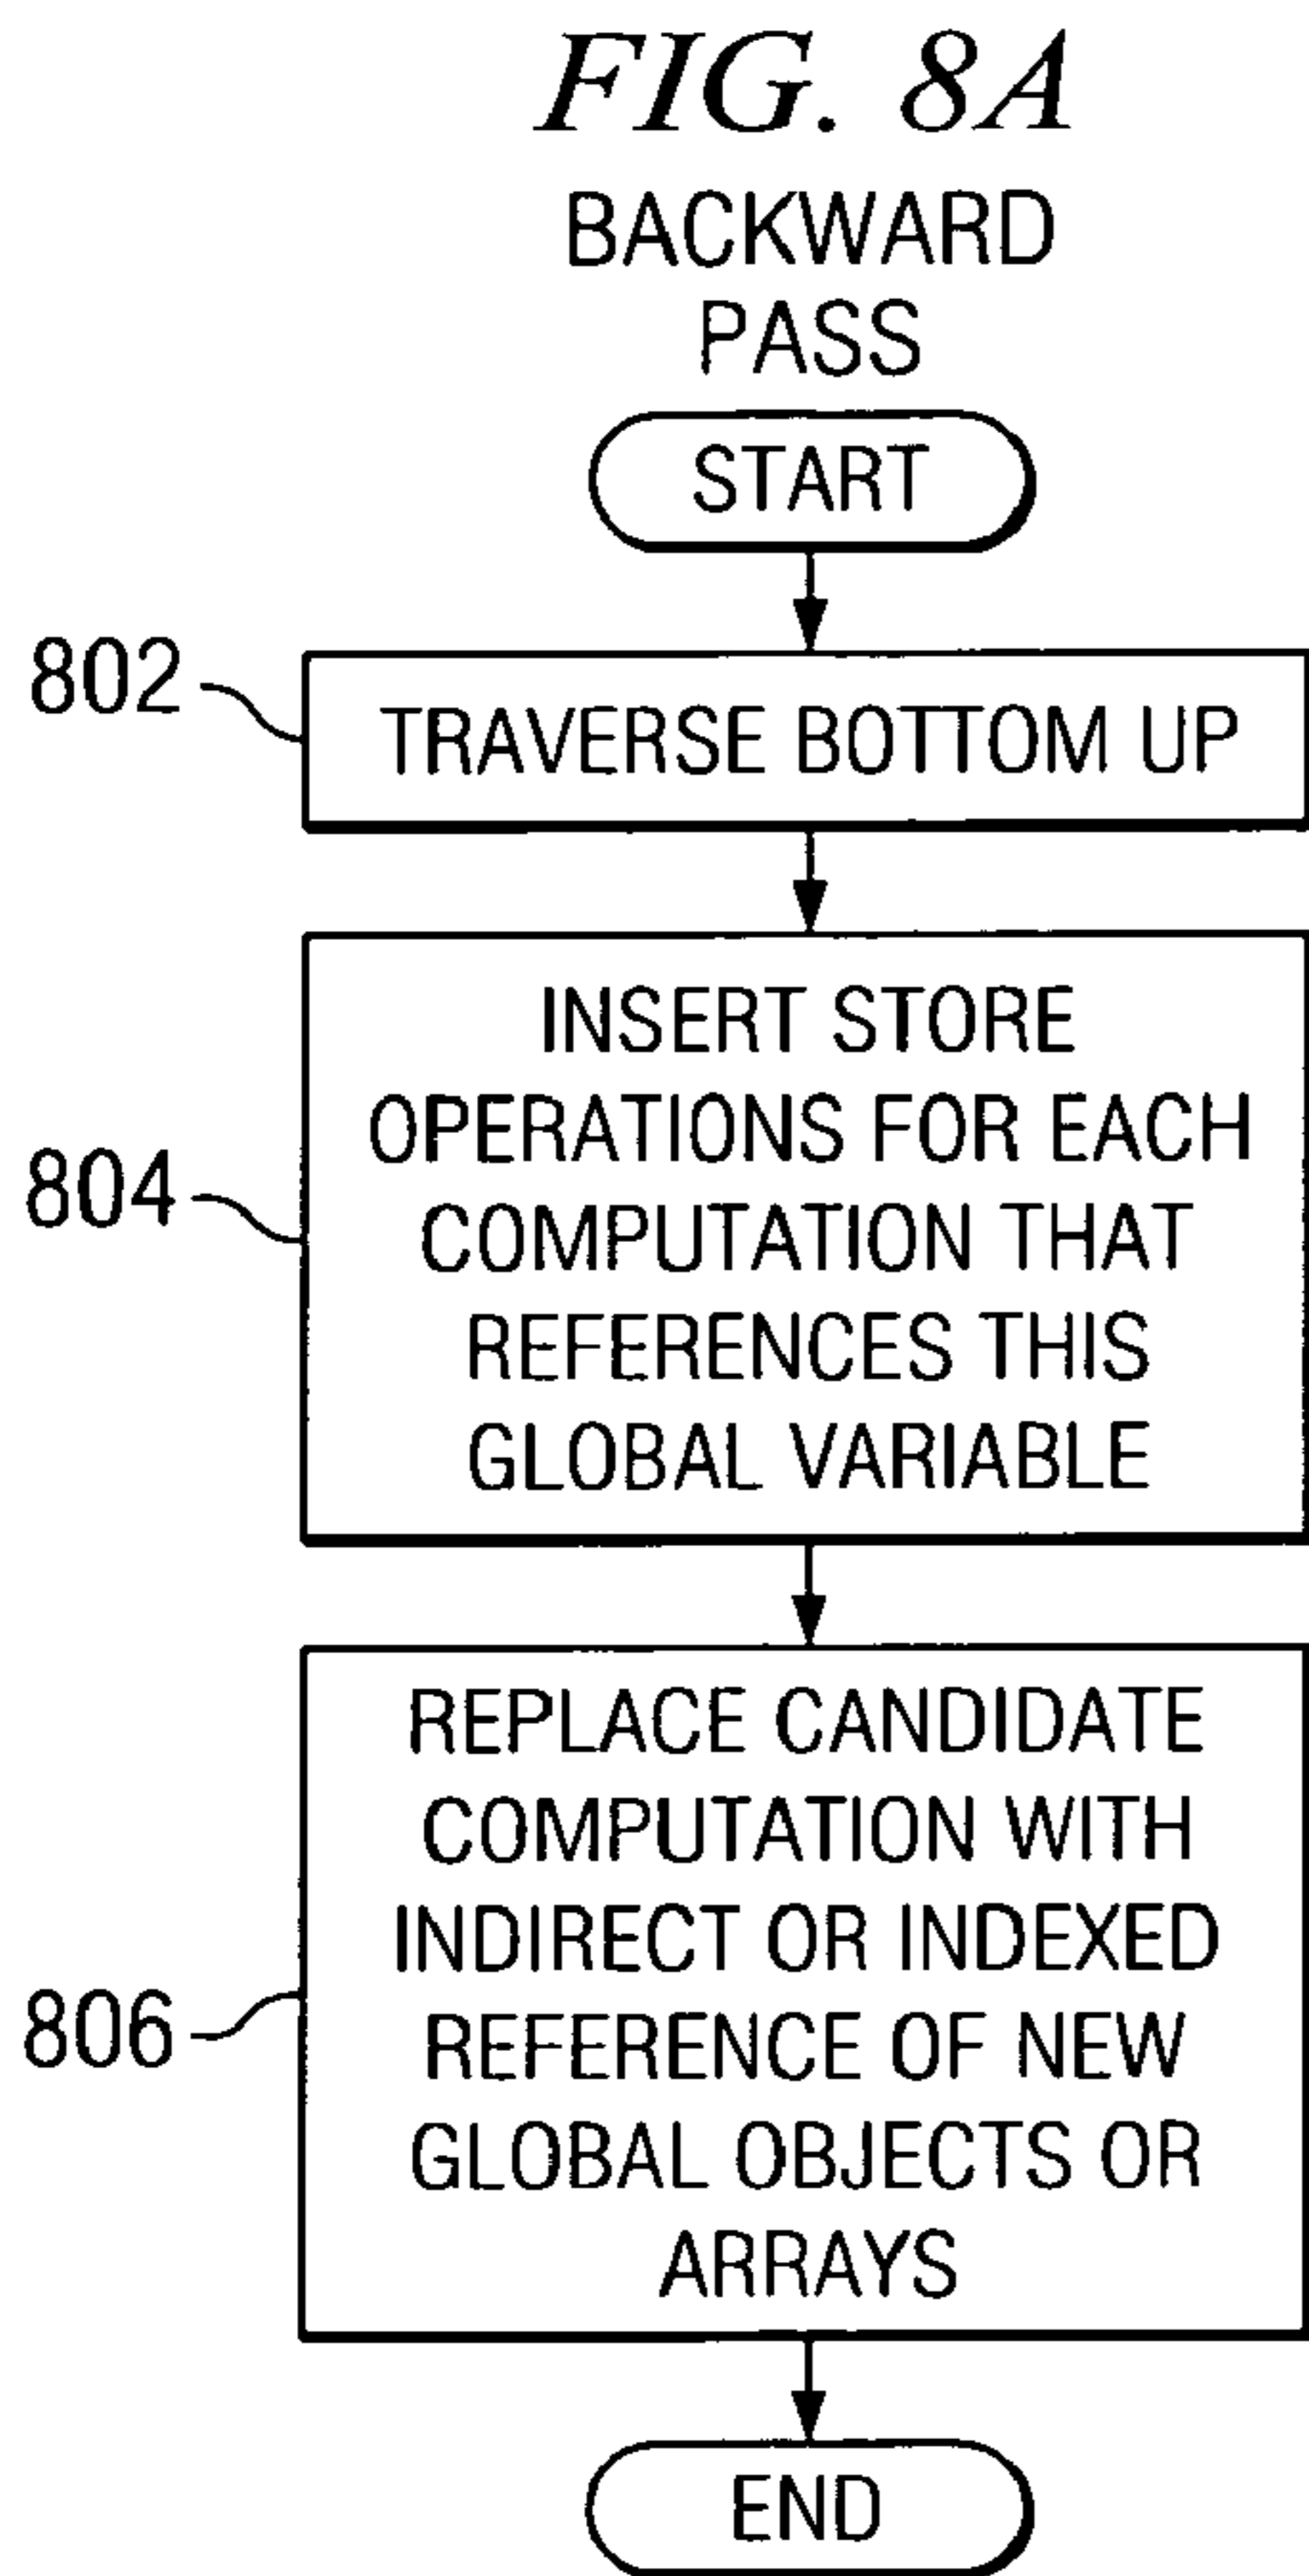 FIG. 8A
BACKWARD
PASS
START
802
TRAVERSE BOTTOM UP
804
INSERT STORE
OPERATIONS FOR EACH
COMPUTATION THAT
REFERENCES THIS
GLOBAL VARIABLE
806
REPLACE CANDIDATE
COMPUTATION WITH
INDIRECT OR INDEXED
REFERENCE OF NEW
GLOBAL OBJECTS OR
ARRAYS
END